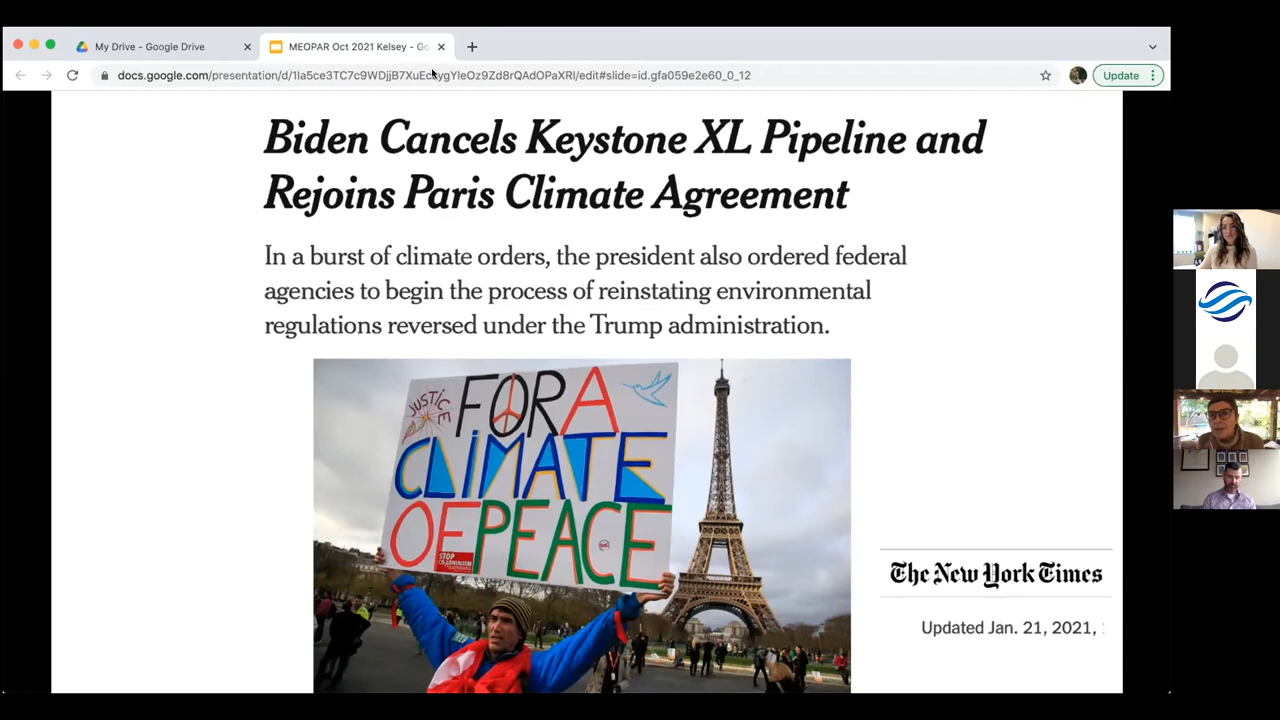 My Drive - Google Drive
MEOPAR Oct 2021 Kelsey - Go
Update
Biden Cancels Keystone XL Pipeline and
Rejoins Paris Climate Agreement
In a burst of climate orders, the president also ordered federal
agencies to begin the process of reinstating environmental
regulations reversed under the Trump administration.
JUSTICE
FOR A
CLIMATE
OF PEACE
STOP
The New York Times
Updated Jan. 21, 2021,